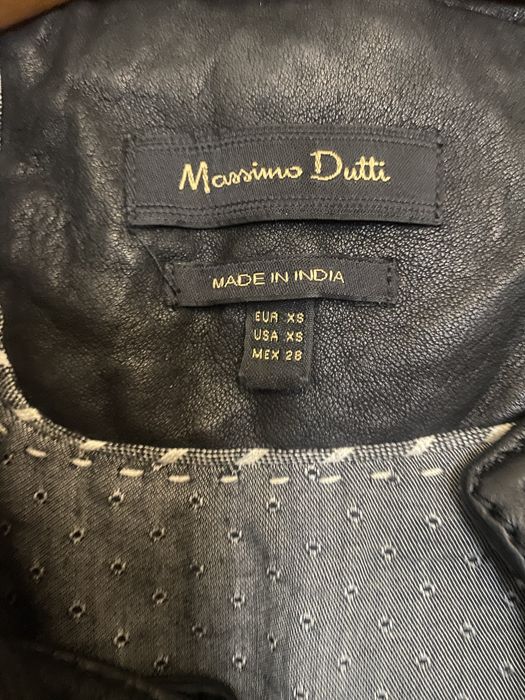 Massimo Dutti
MADE IN INDIA
EUR XS
USA XS
MEX 28